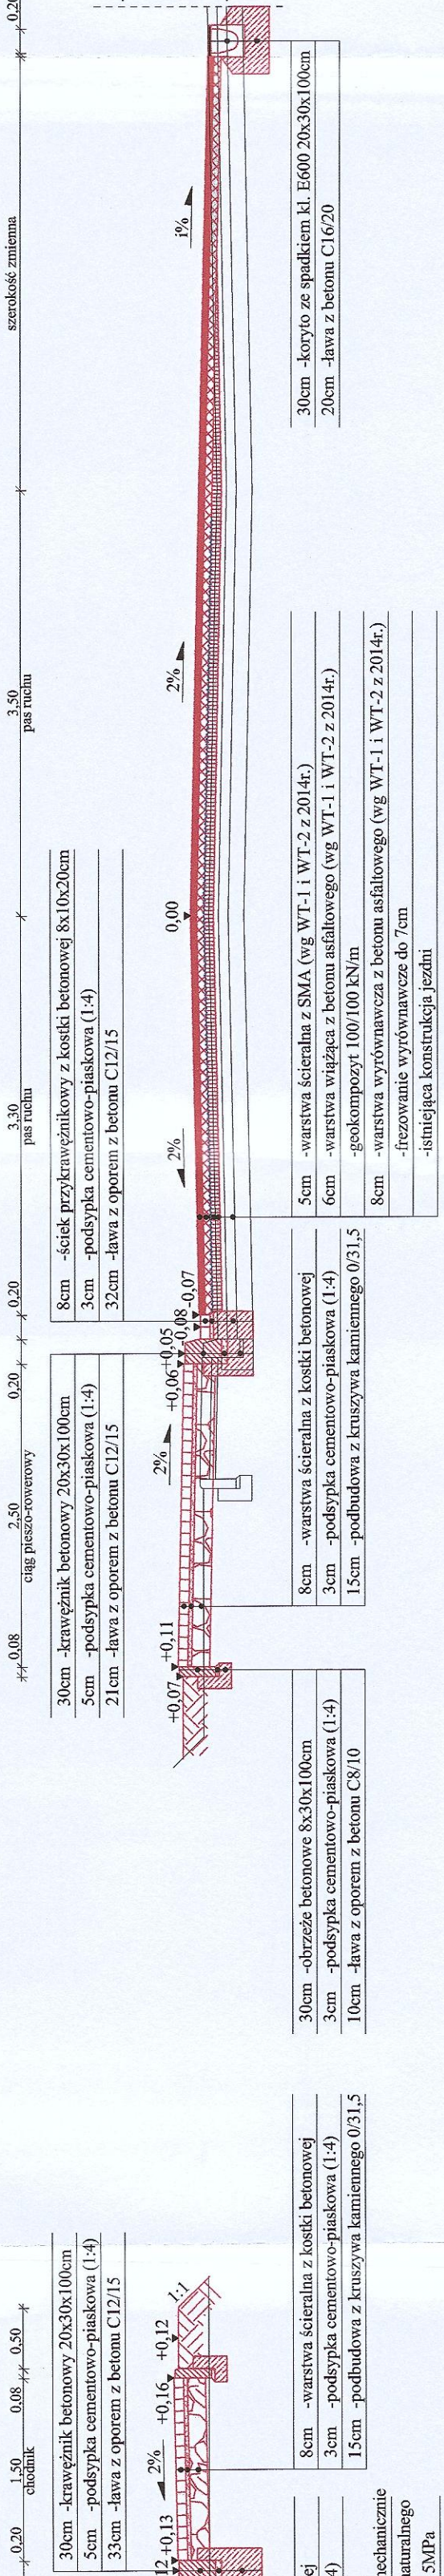 0,20
1,50
chodnik
0,08
0,50
0,08
2,50
ciąg pieszo-rowerowy
0,20
0,20
3,30
pas ruchu
3,50
pas ruchu
szerokość zmienna
30cm -krawężnik betonowy 20x30x100cm
5cm -podsypka cementowo-piaskowa (1:4)
33cm -ława z oporem z betonu C12/15
30cm -krawężnik betonowy 20x30x100cm
5cm -podsypka cementowo-piaskowa (1:4)
21cm -ława z oporem z betonu C12/15
8cm -ściek przykrawężnikowy z kostki betonowej 8x10x20cm
3cm -podsypka cementowo-piaskowa (1:4)
32cm -ława z oporem z betonu C12/15
12
+0,13
2%
+0,16
+0,12
1:1
+0,07
+0,11
2%
+0,06
+0,05
-0,08
-0,07
2%
0,00
2%
i%
4)
nechanicznie
5MPa
8cm -warstwa ścieralna z kostki betonowej
3cm -podsypka cementowo-piaskowa (1:4)
15cm -podbudowa z kruszywa kamiennego 0/31,5
30cm -obrzeże betonowe 8x30x100cm
3cm -podsypka cementowo-piaskowa (1:4)
10cm -ława z oporem z betonu C8/10
8cm -warstwa ścieralna z kostki betonowej
3cm -podsypka cementowo-piaskowa (1:4)
15cm -podbudowa z kruszywa kamiennego 0/31,5
5cm -warstwa ścieralna z SMA (wg WT-1 i WT-2 z 2014r.)
6cm -warstwa wiążąca z betonu asfaltowego (wg WT-1 i WT-2 z 2014r.)
-geokompozyt 100/100 kN/m
8cm -warstwa wyrównawcza z betonu asfaltowego (wg WT-1 i WT-2 z 2014r.)
-frezowanie wyrównawcze do 7cm
-istniejąca konstrukcja jezdni
30cm -koryto ze spadkiem kl. E600 20x30x100cm
20cm -ława z betonu C16/20